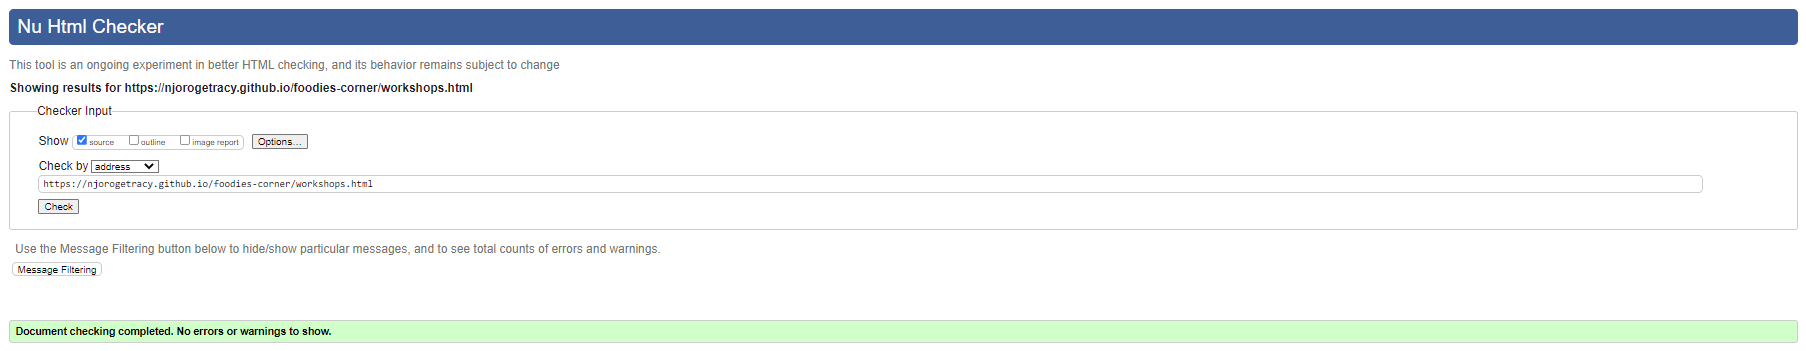 Nu Html Checker
This tool is an ongoing experiment in better HTML checking, and its behavior remains subject to change
Showing results for https://njorogetracy.github.io/foodies-corner/workshops.html
Checker Input
Show source outline image report Options...
Check by address
https://njorogetracy.github.io/foodies-corner/workshops.html
Check
Use the Message Filtering button below to hide/show particular messages, and to see total counts of errors and warnings.
Message Filtering
Document checking completed. No errors or warnings to show.